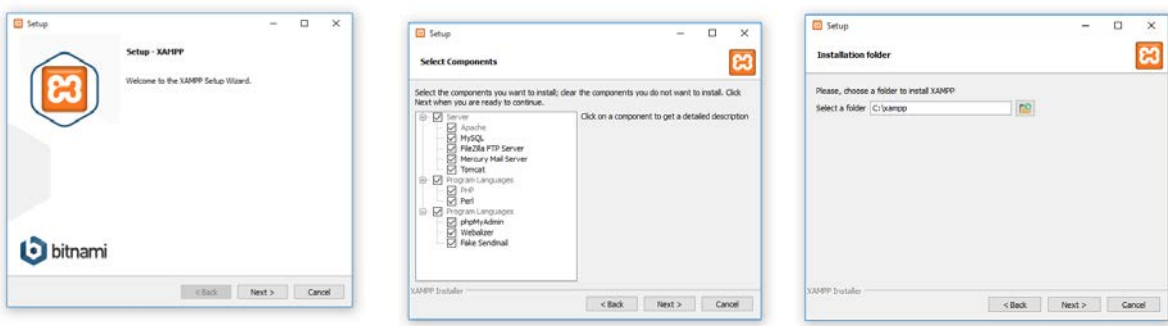 Setup
Setup - XAMPP
Welcome to the XAMPP Setup Wizard.
bitnami
< Back Next > Cancel
Setup
Select Components
Select the components you want to install; clear the components you do not want to install. Click
Next when you are ready to continue.
Server
Apache
MySQL
FileZilla FTP Server
Mercury Mail Server
Tomcat
Program Languages
PHP
Perl
Program Languages
phpMyAdmin
Webalizer
Fake Sendmail
Click on a component to get a detailed description
XAMPP Installer
< Back Next > Cancel
Setup
Installation folder
Please, choose a folder to install XAMPP
Select a folder C:\xampp
XAMPP Installer
< Back Next > Cancel